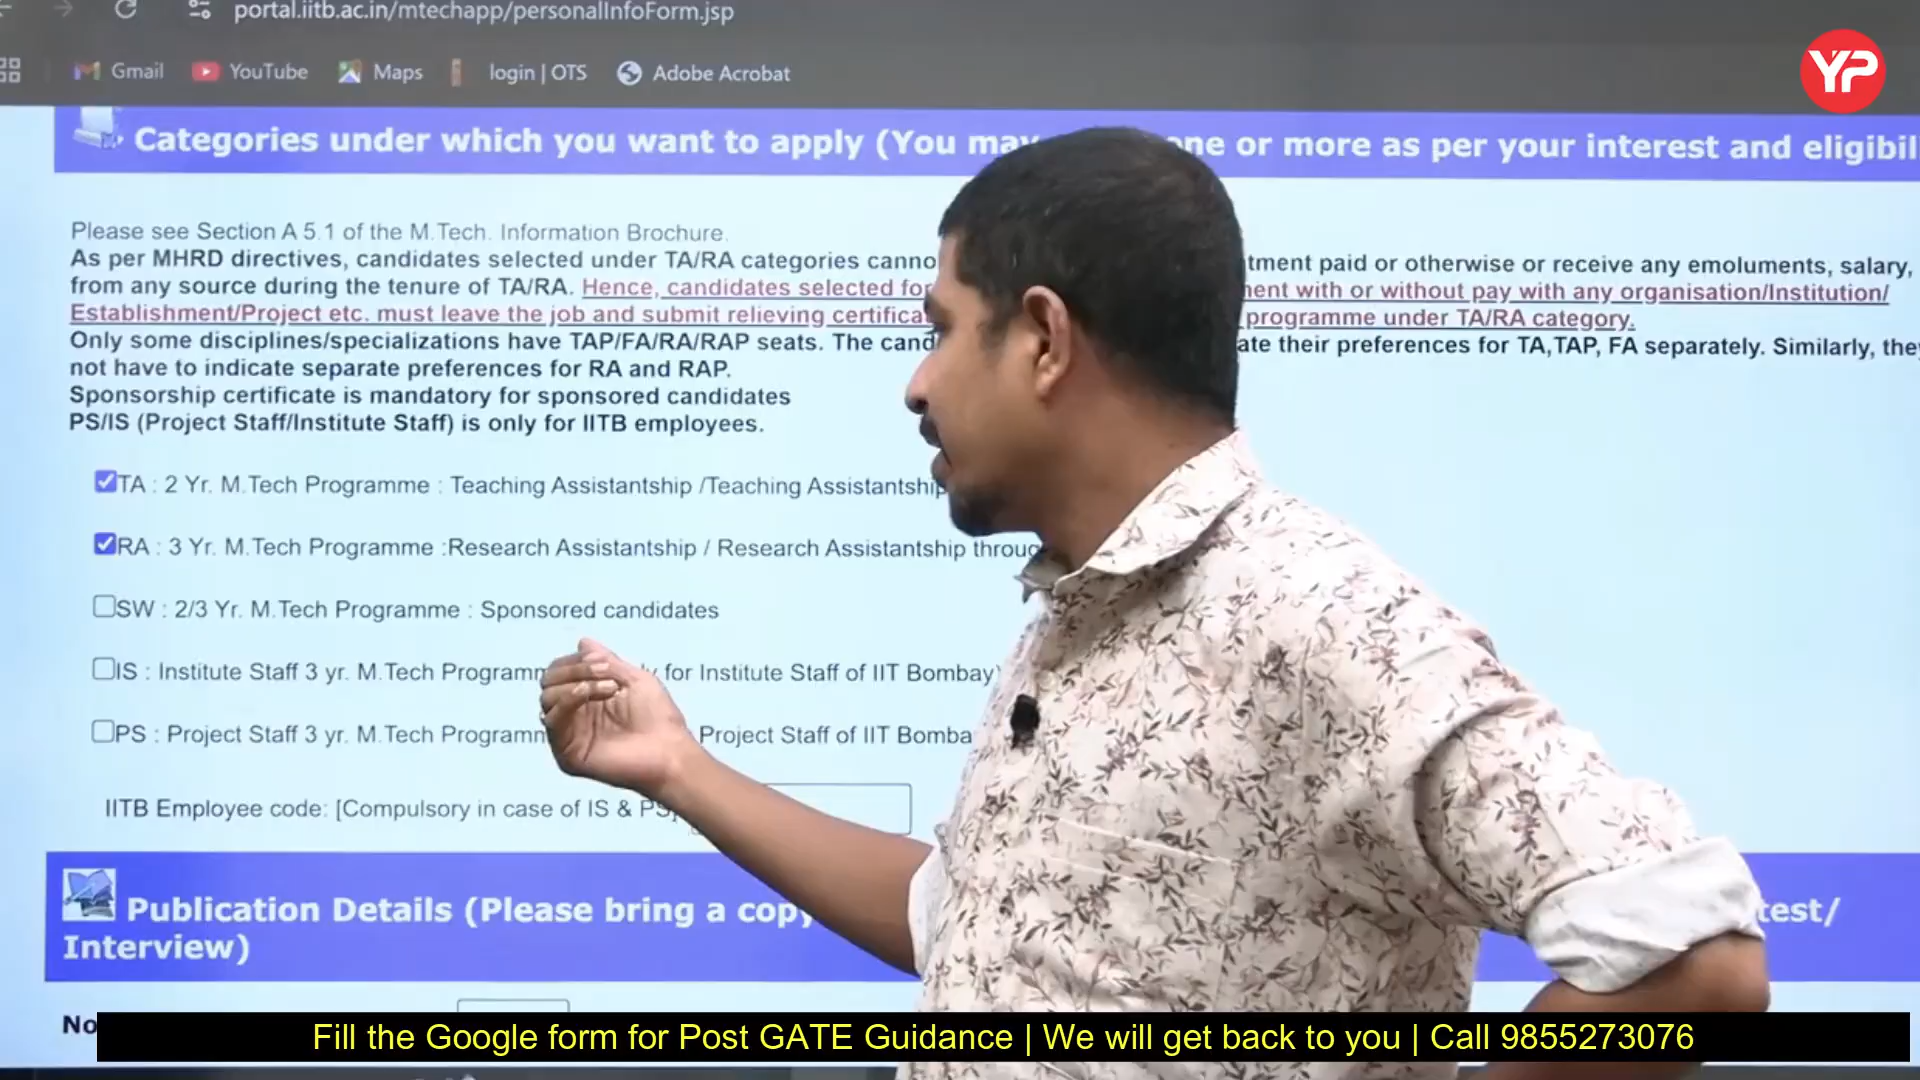 portal.iitb.ac.in/mtechapp/personalInfoForm.jsp
YP
Gmail YouTube Maps login | OTS Adobe Acrobat
Categories under which you want to apply (You may one or more as per your interest and eligibil
Please see Section A 5.1 of the M.Tech. Information Brochure.
As per MHRD directives, candidates selected under TA/RA categories canno tment paid or otherwise or receive any emoluments, salary,
from any source during the tenure of TA/RA. Hence, candidates selected for ent with or without pay with any organisation/Institution/
Establishment/Project etc. must leave the job and submit relieving certifica programme under TA/RA category.
Only some disciplines/specializations have TAP/FA/RA/RAP seats. The cand ate their preferences for TA,TAP, FA separately. Similarly, they
not have to indicate separate preferences for RA and RAP.
Sponsorship certificate is mandatory for sponsored candidates
PS/IS (Project Staff/Institute Staff) is only for IITB employees.
TA : 2 Yr. M.Tech Programme : Teaching Assistantship /Teaching Assistantship
RA : 3 Yr. M.Tech Programme :Research Assistantship / Research Assistantship throug
SW : 2/3 Yr. M.Tech Programme : Sponsored candidates
IS : Institute Staff 3 yr. M.Tech Programm ly for Institute Staff of IIT Bombay)
PS : Project Staff 3 yr. M.Tech Programm Project Staff of IIT Bomba
IITB Employee code: [Compulsory in case of IS & PS]
Publication Details (Please bring a copy test/
Interview)
No
Fill the Google form for Post GATE Guidance | We will get back to you | Call 9855273076